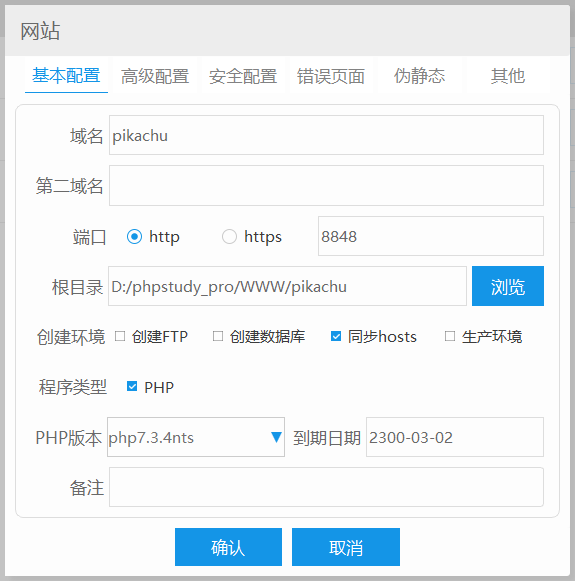 网站
基本配置 高级配置 安全配置 错误页面 伪静态 其他
域名 pikachu
第二域名
端口 http https 8848
根目录 D:/phpstudy_pro/WWW/pikachu 浏览
创建环境 创建FTP 创建数据库 同步hosts 生产环境
程序类型 PHP
PHP版本 php7.3.4nts 到期日期 2300-03-02
备注
确认 取消